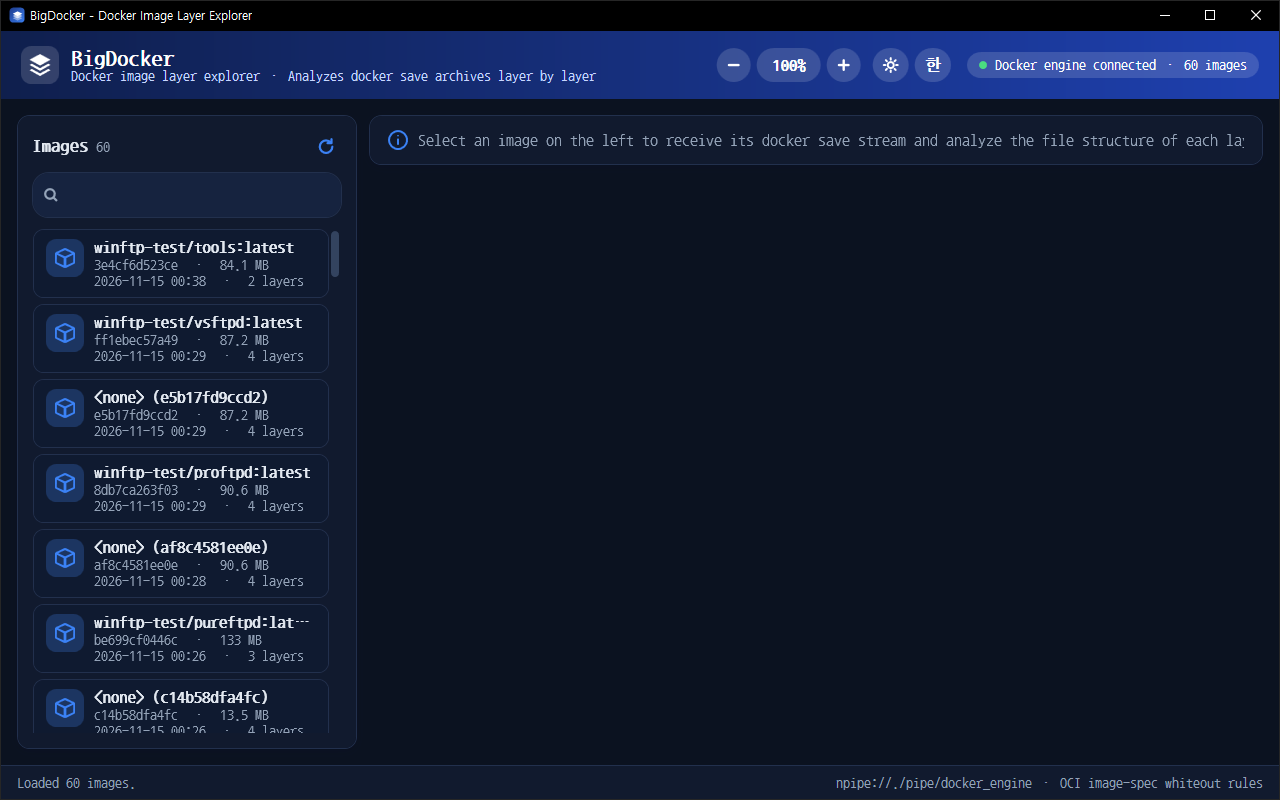 BigDocker - Docker Image Layer Explorer
BigDocker
Docker image layer explorer · Analyzes docker save archives layer by layer
100%
한
Docker engine connected · 60 images
Images 60
Select an image on the left to receive its docker save stream and analyze the file structure of each la
winftp-test/tools:latest
3e4cf6d523ce · 84.1 MB
2026-11-15 00:38 · 2 layers
winftp-test/vsftpd:latest
ff1ebec57a49 · 87.2 MB
2026-11-15 00:29 · 4 layers
<none> (e5b17fd9ccd2)
e5b17fd9ccd2 · 87.2 MB
2026-11-15 00:29 · 4 layers
winftp-test/proftpd:latest
8db7ca263f03 · 90.6 MB
2026-11-15 00:29 · 4 layers
<none> (af8c4581ee0e)
af8c4581ee0e · 90.6 MB
2026-11-15 00:28 · 4 layers
winftp-test/pureftpd:lat…
be699cf0446c · 133 MB
2026-11-15 00:26 · 3 layers
<none> (c14b58dfa4fc)
c14b58dfa4fc · 13.5 MB
2026-11-15 00:26 · 4 layers
Loaded 60 images.
npipe://./pipe/docker_engine · OCI image-spec whiteout rules